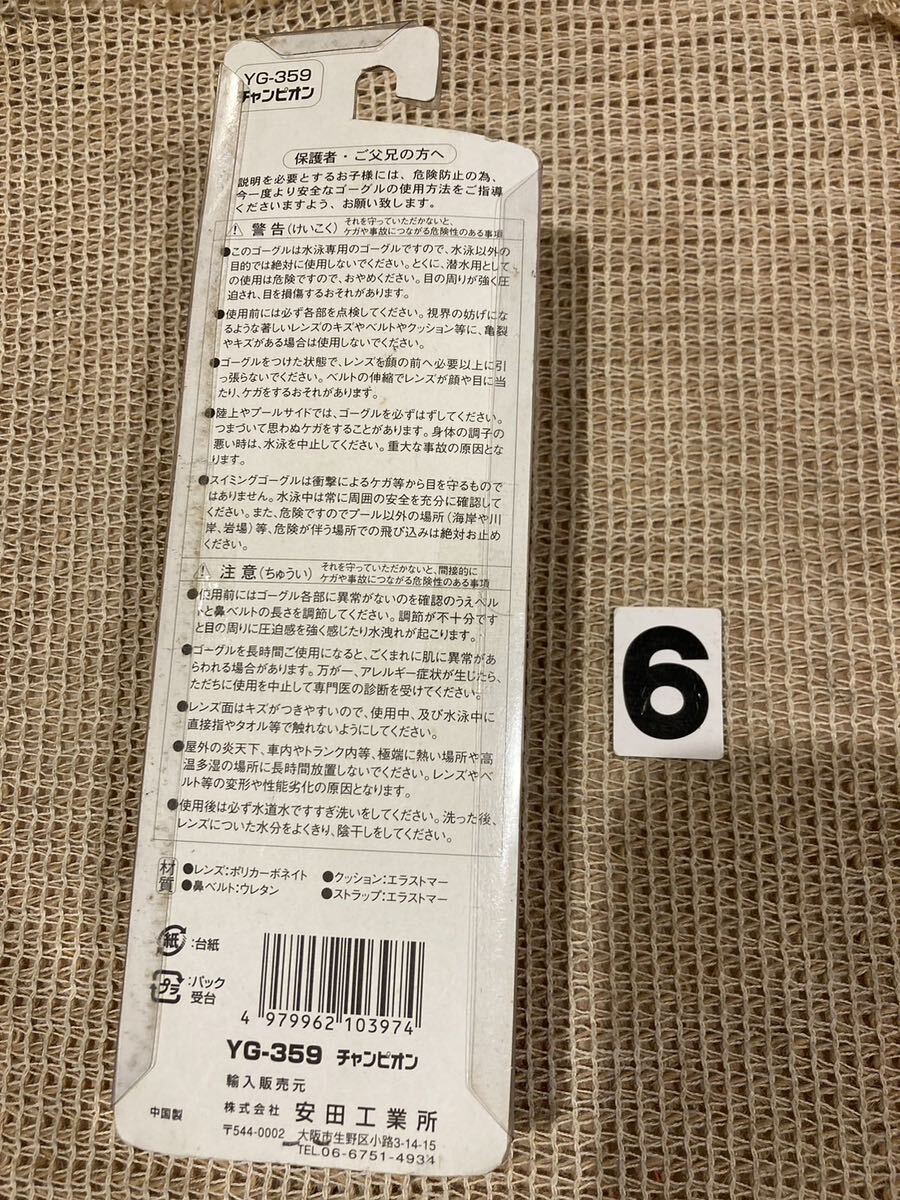 YG-359
チャンピオン
保護者・ご父兄の方へ
説明を必要とするお子様には、危険防止の為、
今一度より安全なゴーグルの使用方法をご指導
くださいますよう、お願い致します。
! 警告(けいこく) それを守っていただかないと、
ケガや事故につながる危険性のある事項
●このゴーグルは水泳専用のゴーグルですので、水泳以外の
目的では絶対に使用しないでください。とくに、潜水用として
の使用は危険ですので、おやめください。目の周りが強く圧
迫され、目を損傷するおそれがあります。
●使用前には必ず各部を点検してください。視界の妨げにな
るような著しいレンズのキズやベルトやクッション等に、亀裂
やキズがある場合は使用しないでください。
●ゴーグルをつけた状態で、レンズを顔の前へ必要以上に引
っ張らないでください。ベルトの伸縮でレンズが顔や目に当
たり、ケガをするおそれがあります。
●陸上やプールサイドでは、ゴーグルを必ずはずしてください。
つまづいて思わぬケガをすることがあります。身体の調子の
悪い時は、水泳を中止してください。重大な事故の原因とな
ります。
●スイミングゴーグルは衝撃によるケガ等から目を守るもので
はありません。水泳中は常に周囲の安全を充分に確認して
ください。また、危険ですのでプール以外の場所(海岸や川
岸、岩場)等、危険が伴う場所での飛び込みは絶対お止め
ください。
! 注意(ちゅうい) それを守っていただかないと、間接的に
ケガや事故につながる危険性のある事項
●使用前にはゴーグル各部に異常がないのを確認のうえベル
トと鼻ベルトの長さを調節してください。調節が不十分です
と目の周りに圧迫感を強く感じたり水洩れが起こります。
●ゴーグルを長時間ご使用になると、ごくまれに肌に異常があ
らわれる場合があります。万が一、アレルギー症状が生じたら、
ただちに使用を中止して専門医の診断を受けてください。
●レンズ面はキズがつきやすいので、使用中、及び水泳中に
直接指やタオル等で触れないようにしてください。
●屋外の炎天下、車内やトランク内等、極端に熱い場所や高
温多湿の場所に長時間放置しないでください。レンズやベ
ルト等の変形や性能劣化の原因となります。
●使用後は必ず水道水ですすぎ洗いをしてください。洗った後、
レンズについた水分をよくきり、陰干しをしてください。
材質 ●レンズ:ポリカーボネイト ●クッション:エラストマー
●鼻ベルト:ウレタン ●ストラップ:エラストマー
紙 :台紙
プラ :パック
受台
4 979962 103974
YG-359 チャンピオン
輸入販売元
中国製 株式会社 安田工業所
〒544-0002 大阪市生野区小路3-14-15
TEL.06-6751-4934
6